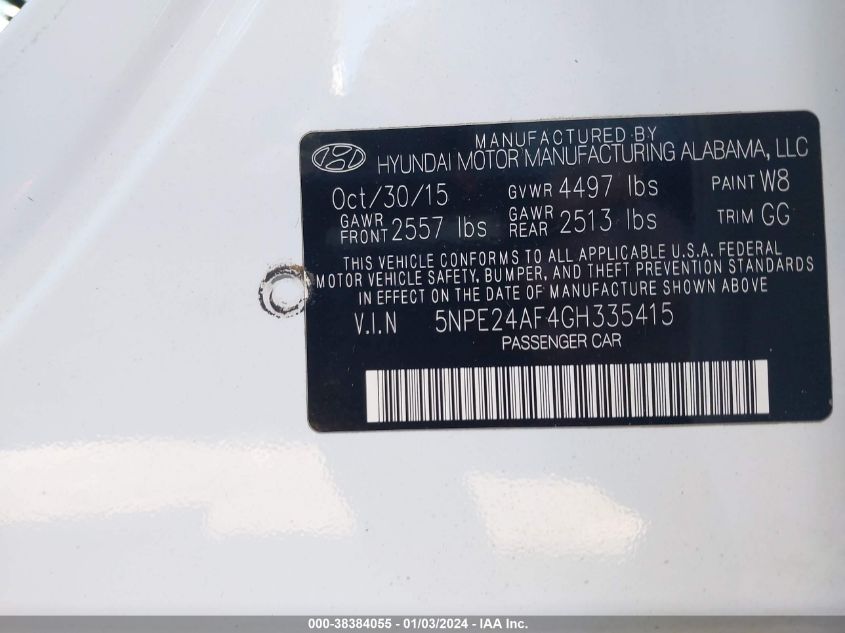 MANUFACTURED BY
HYUNDAI MOTOR MANUFACTURING ALABAMA, LLC
Oct/30/15 GVWR 4497 lbs PAINT W8
GAWR FRONT 2557 lbs GAWR REAR 2513 lbs TRIM GG
THIS VEHICLE CONFORMS TO ALL APPLICABLE U.S.A. FEDERAL
MOTOR VEHICLE SAFETY, BUMPER, AND THEFT PREVENTION STANDARDS
IN EFFECT ON THE DATE OF MANUFACTURE SHOWN ABOVE
V.I.N 5NPE24AF4GH335415
PASSENGER CAR
000-38384055 - 01/03/2024 - IAA Inc.